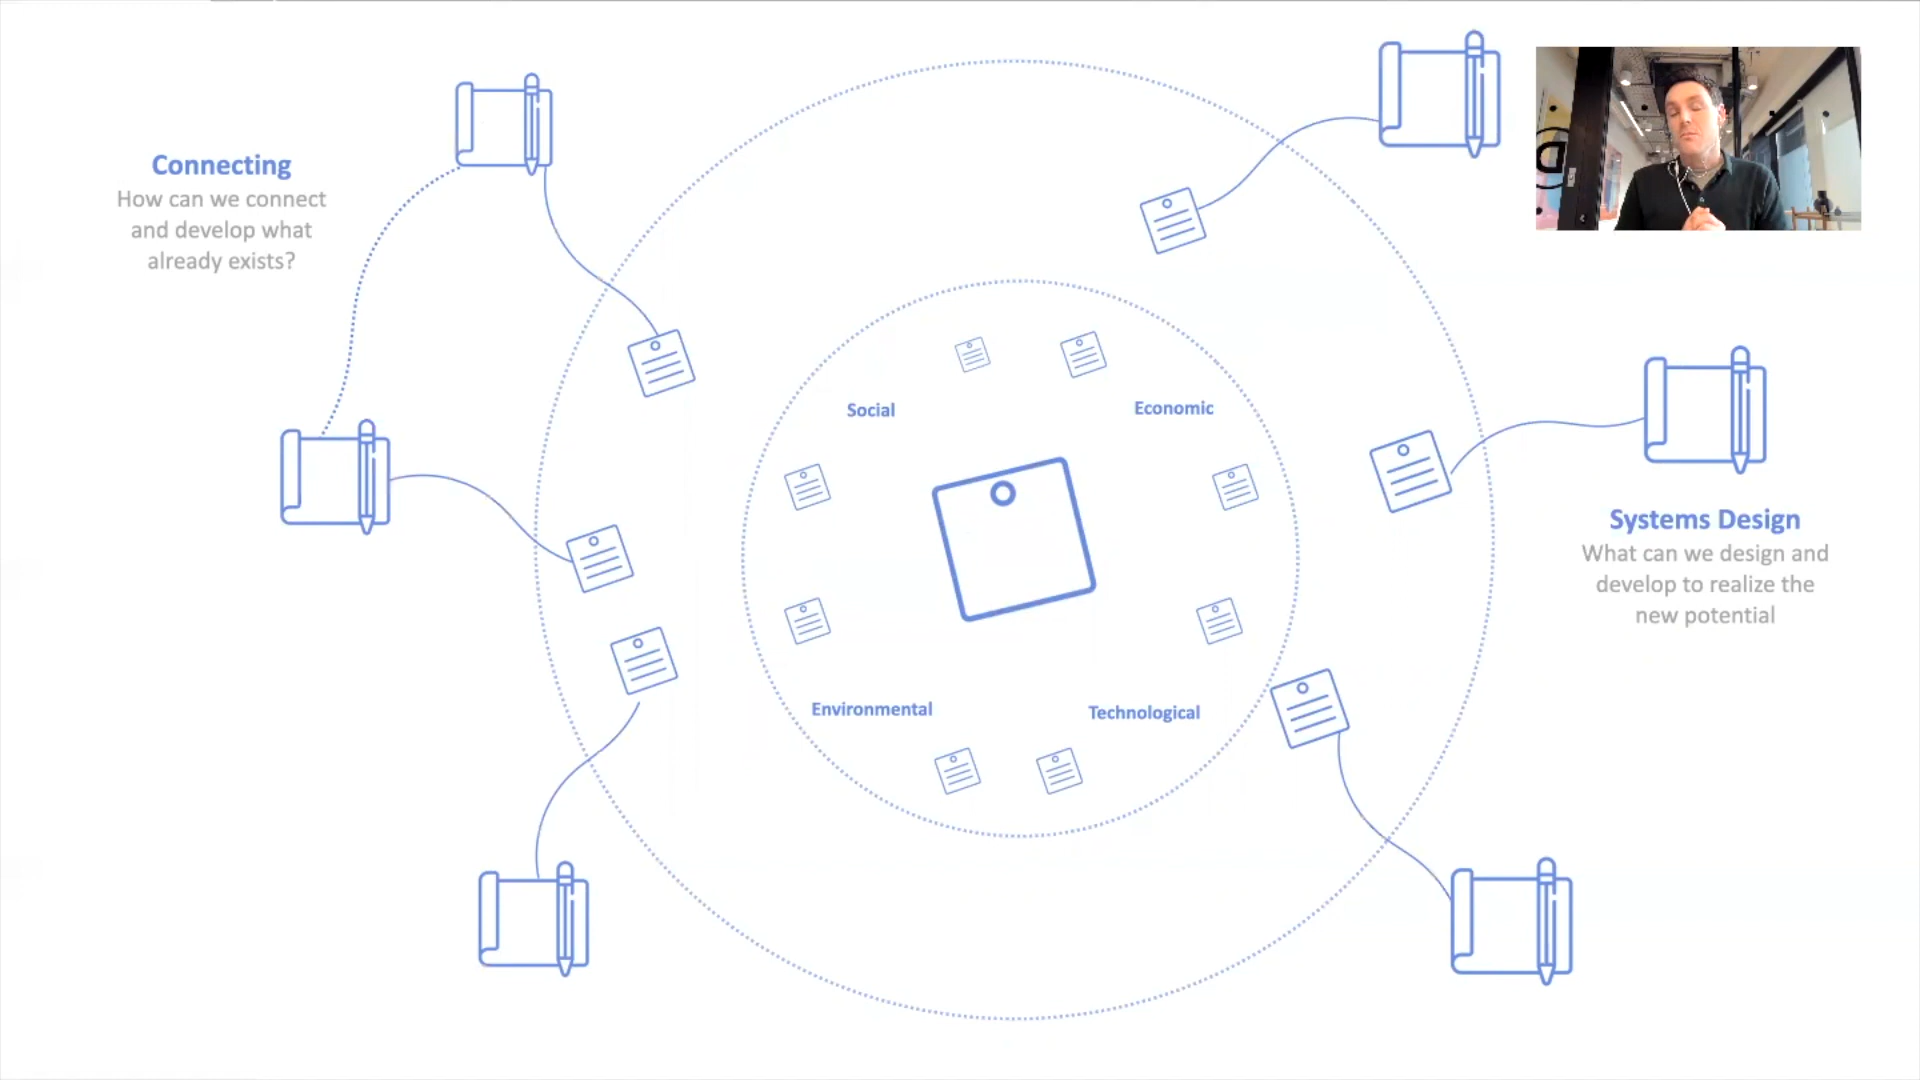 Connecting
How can we connect
and develop what
already exists?
Social
Economic
Environmental
Technological
Systems Design
What can we design and
develop to realize the
new potential